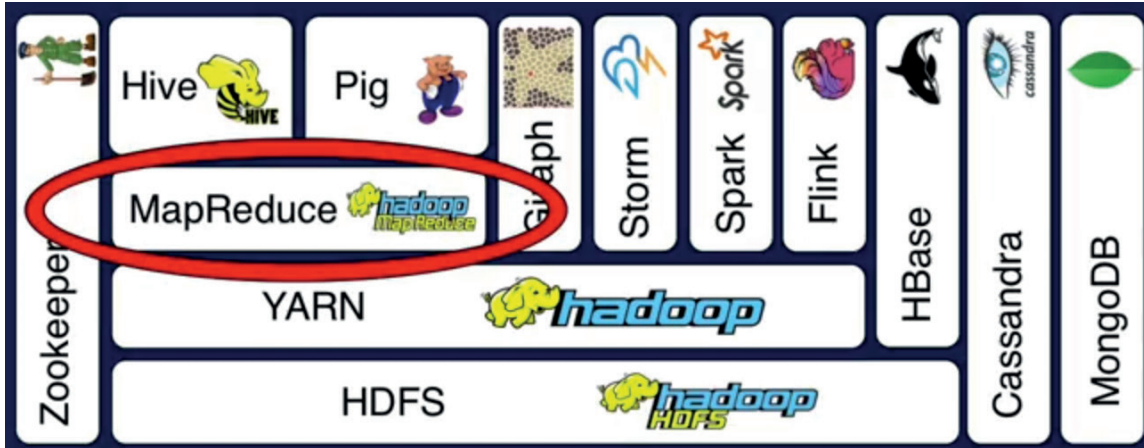 Zookeeper
Hive
HIVE
Pig
Giraph
Storm
Spark
Spark
Flink
HBase
cassandra
Cassandra
MongoDB
MapReduce
hadoop
MapReduce
YARN
hadoop
HDFS
hadoop
HDFS